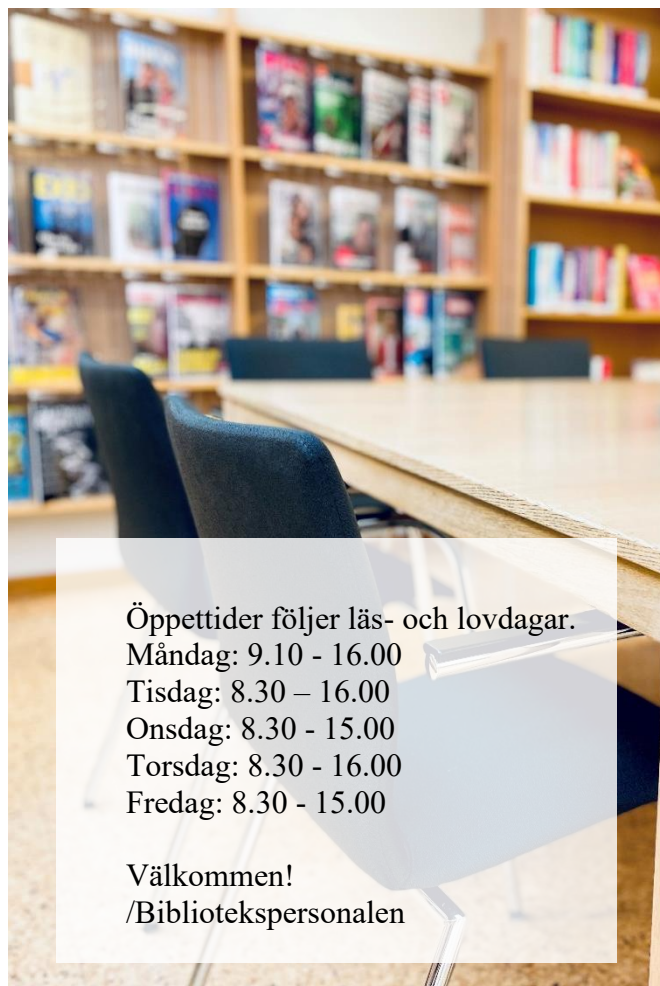 Öppettider följer läs- och lovdagar.
Måndag: 9.10 - 16.00
Tisdag: 8.30 – 16.00
Onsdag: 8.30 - 15.00
Torsdag: 8.30 - 16.00
Fredag: 8.30 - 15.00
Välkommen!
/Bibliotekspersonalen